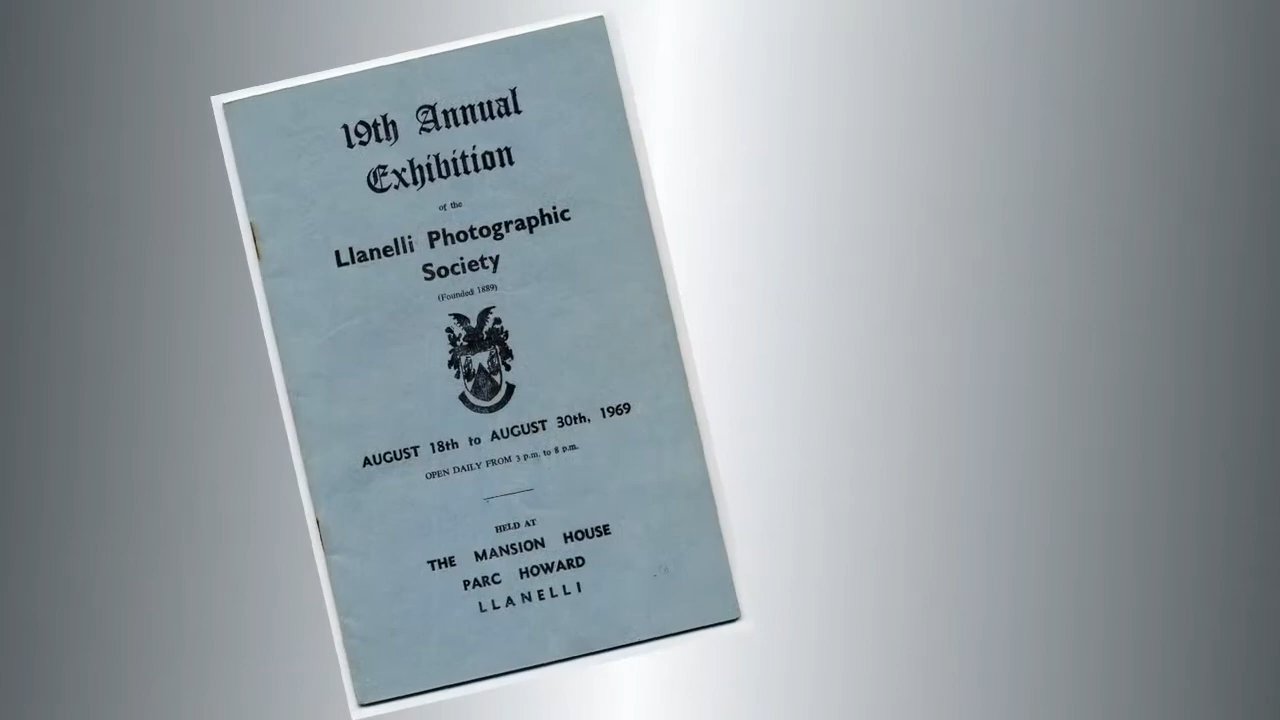 19th Annual
Exhibition
of the
Llanelli Photographic
Society
(Founded 1889)
AUGUST 18th to AUGUST 30th, 1969
OPEN DAILY FROM 3 p.m. to 8 p.m.
HELD AT
THE MANSION HOUSE
PARC HOWARD
LLANELLI